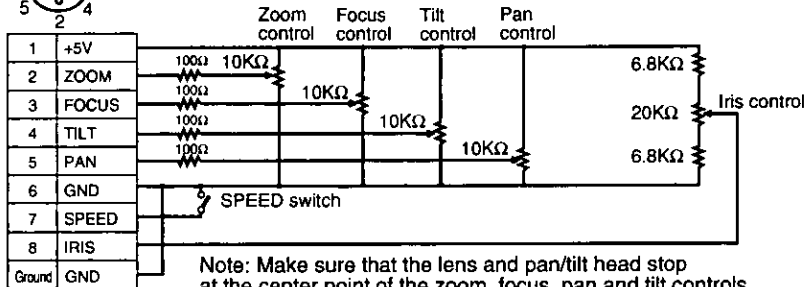 5 4
2
Zoom control
Focus control
Tilt control
Pan control
1 +5V
2 ZOOM 100Ω 10KΩ
3 FOCUS 100Ω 10KΩ
4 TILT 100Ω 10KΩ
5 PAN 100Ω 10KΩ
6 GND
7 SPEED
8 IRIS
Ground GND
SPEED switch
6.8KΩ
20KΩ Iris control
6.8KΩ
Note: Make sure that the lens and pan/tilt head stop
at the center point of the zoom, focus, pan and tilt controls